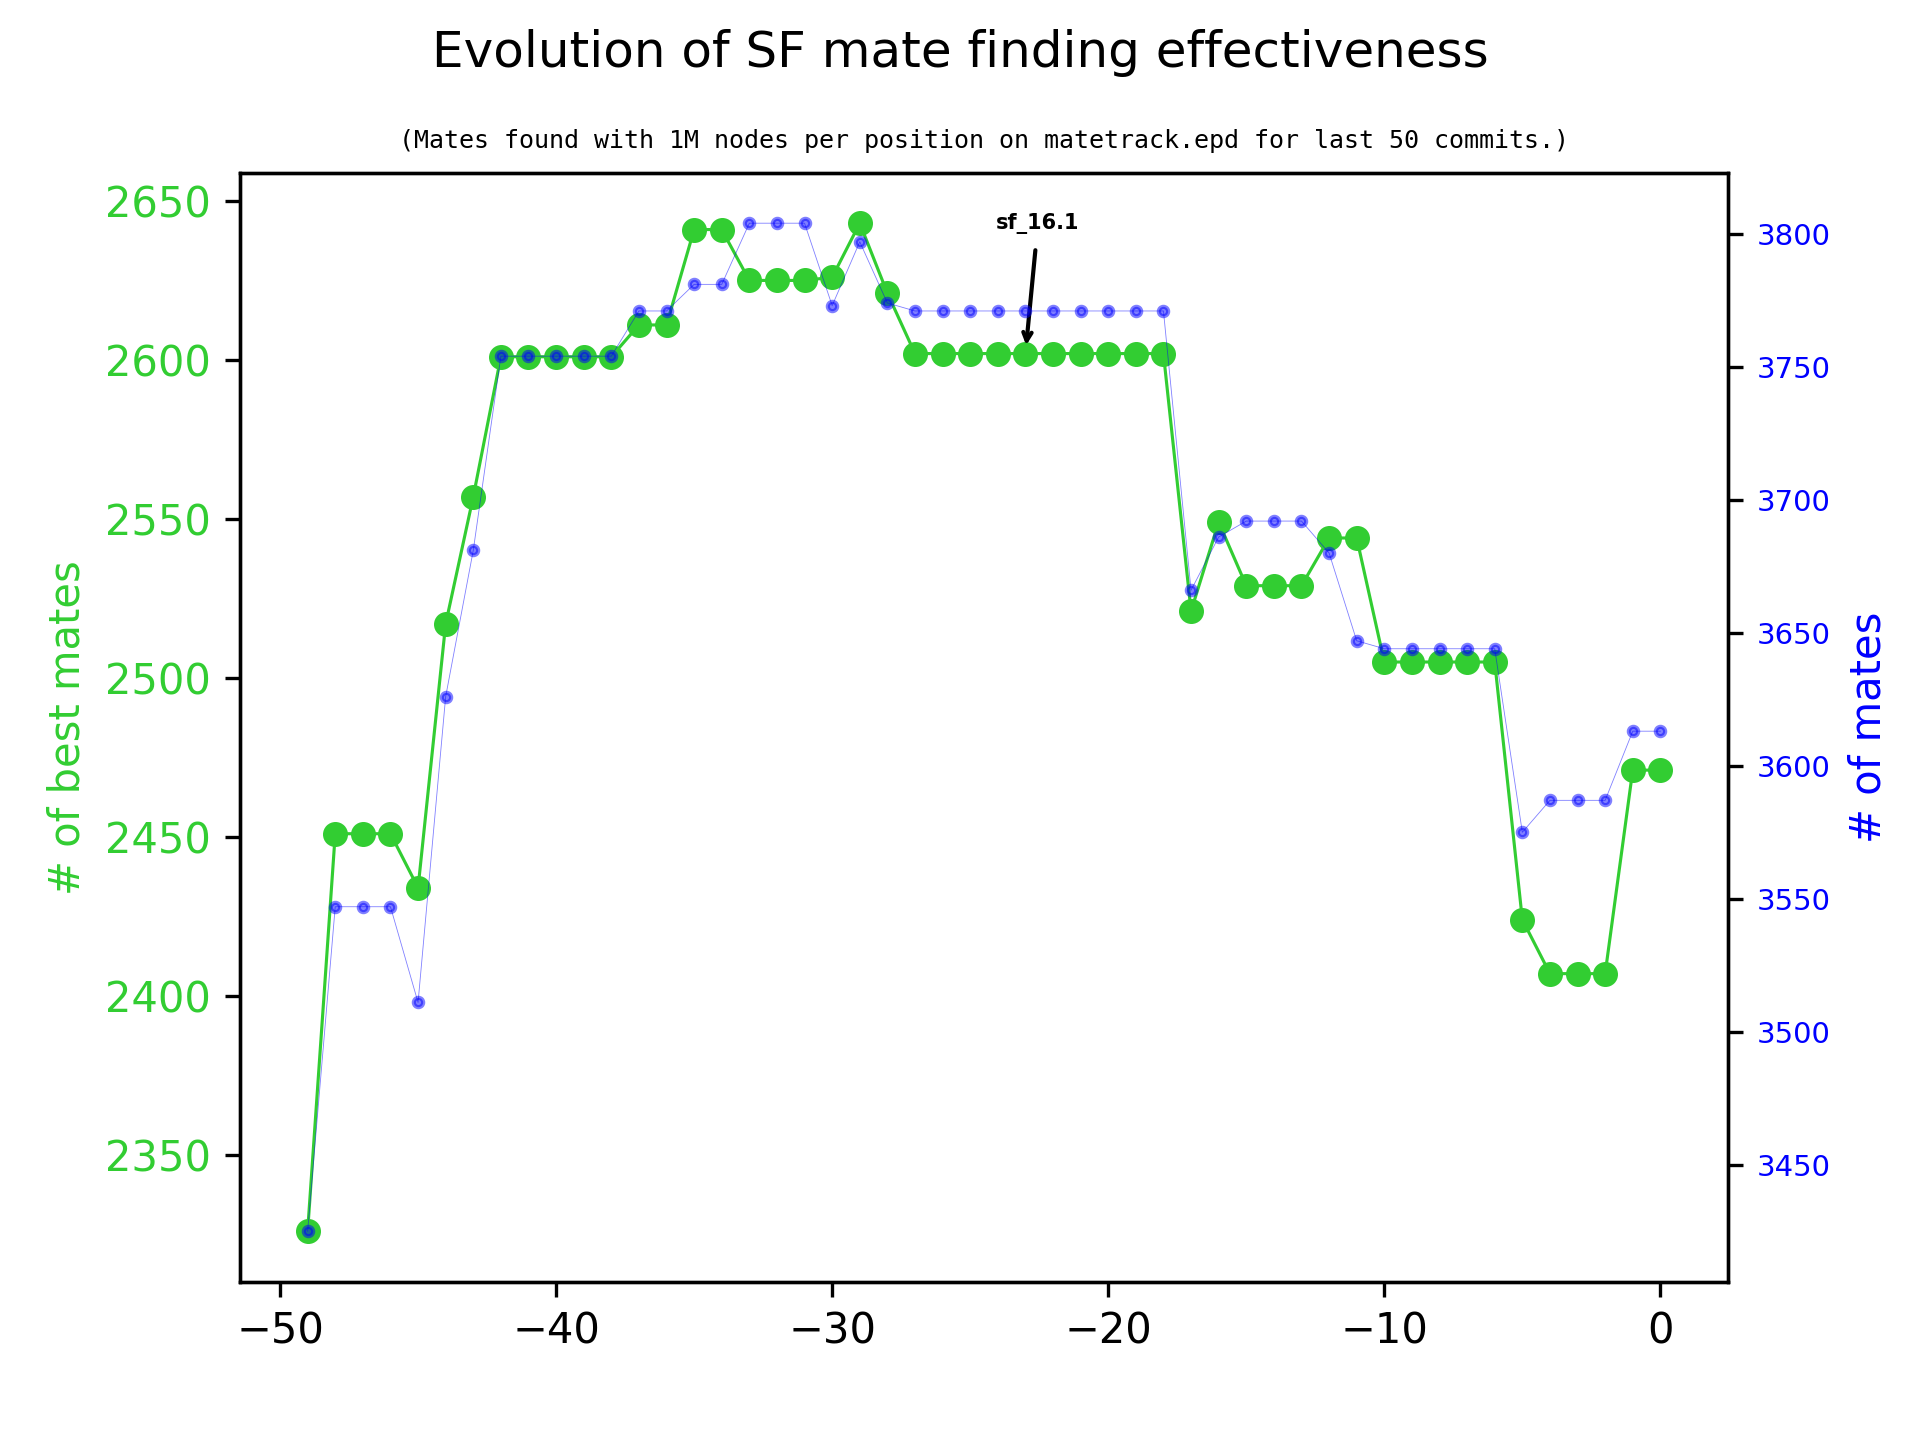 Evolution of SF mate finding effectiveness
(Mates found with 1M nodes per position on matetrack.epd for last 50 commits.)
sf_16.1
# of best mates
2650
2600
2550
2500
2450
2400
2350
3800
3750
3700
3650
3600
3550
3500
3450
# of mates
−50 −40 −30 −20 −10 0